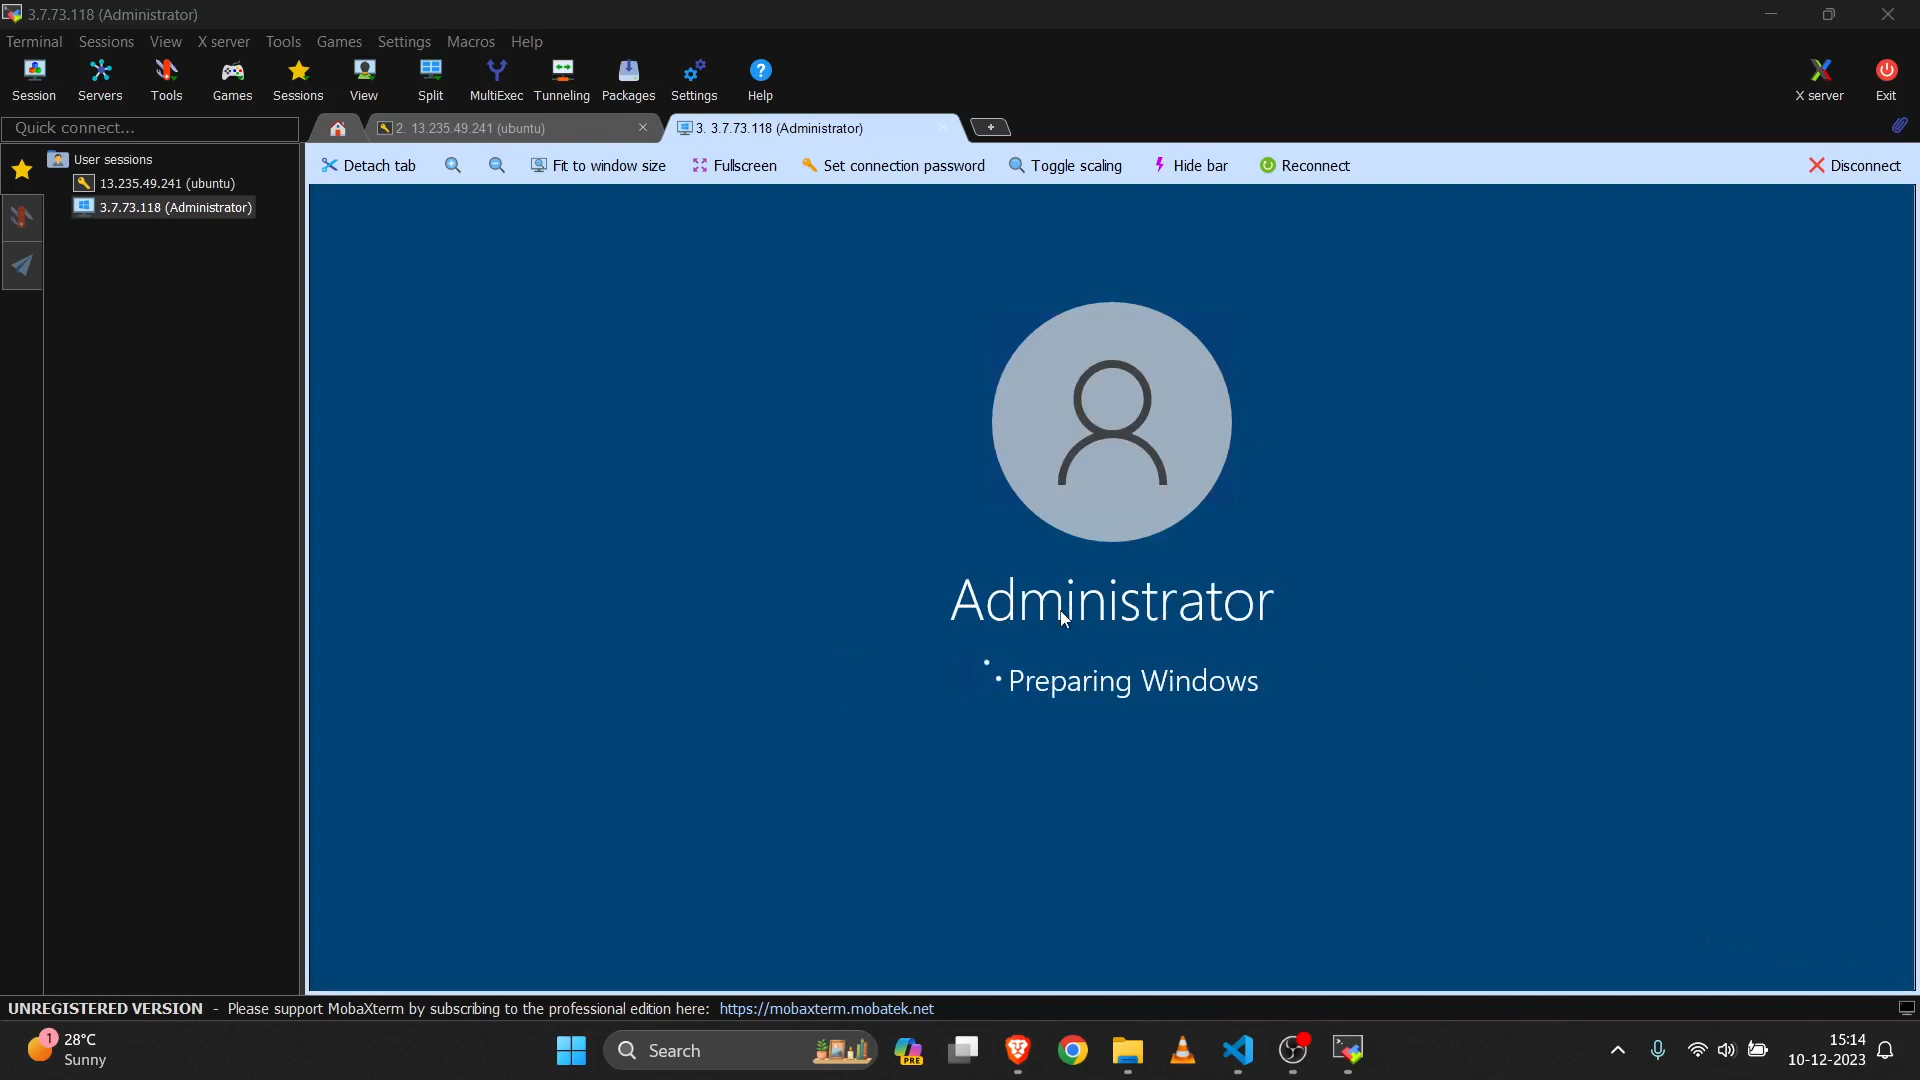 3.7.73.118 (Administrator)
Terminal Sessions View X server Tools Games Settings Macros Help
Session Servers Tools Games Sessions View Split MultiExec Tunneling Packages Settings Help X server Exit
Quick connect...
2. 13.235.49.241 (ubuntu)
3. 3.7.73.118 (Administrator)
User sessions
13.235.49.241 (ubuntu)
3.7.73.118 (Administrator)
Detach tab Fit to window size Fullscreen Set connection password Toggle scaling Hide bar Reconnect Disconnect
Administrator
Preparing Windows
UNREGISTERED VERSION - Please support MobaXterm by subscribing to the professional edition here: https://mobaxterm.mobatek.net
1
28°C
Sunny
Search
PRE
15:14
10-12-2023